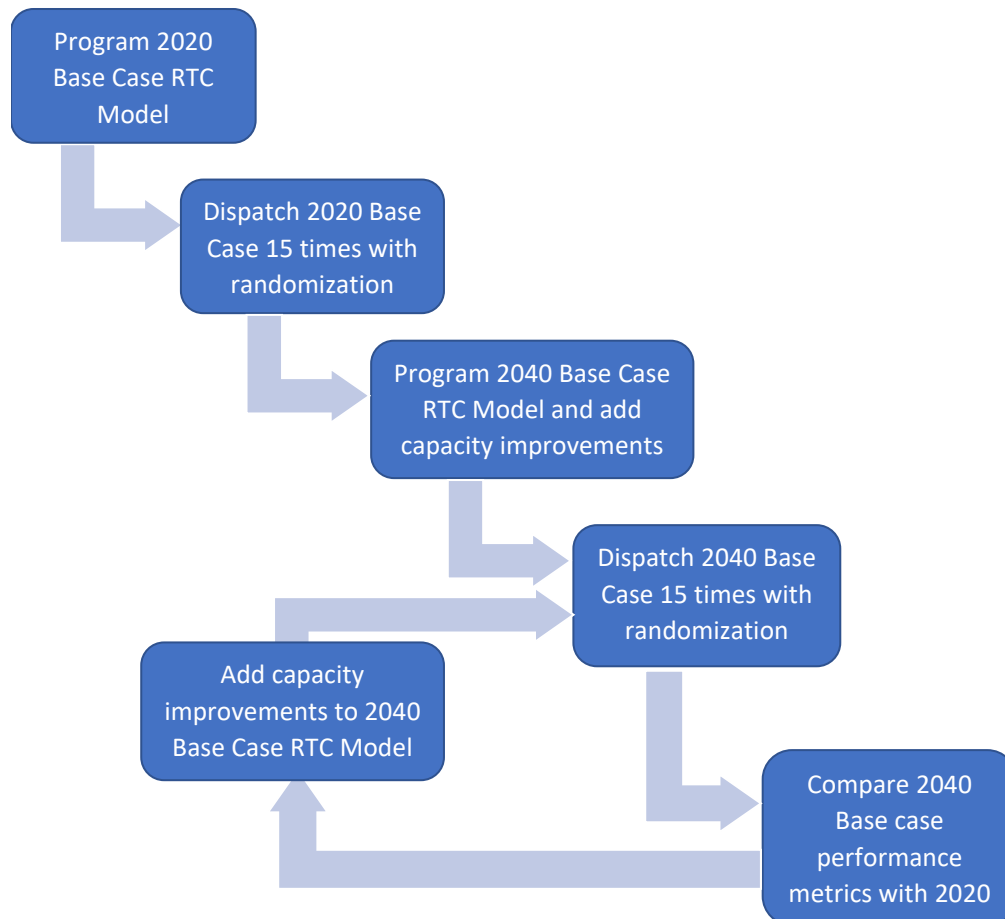 Program 2020
Base Case RTC
Model
Dispatch 2020 Base
Case 15 times with
randomization
Program 2040 Base Case
RTC Model and add
capacity improvements
Dispatch 2040 Base
Case 15 times with
randomization
Add capacity
improvements to 2040
Base Case RTC Model
Compare 2040
Base case
performance
metrics with 2020